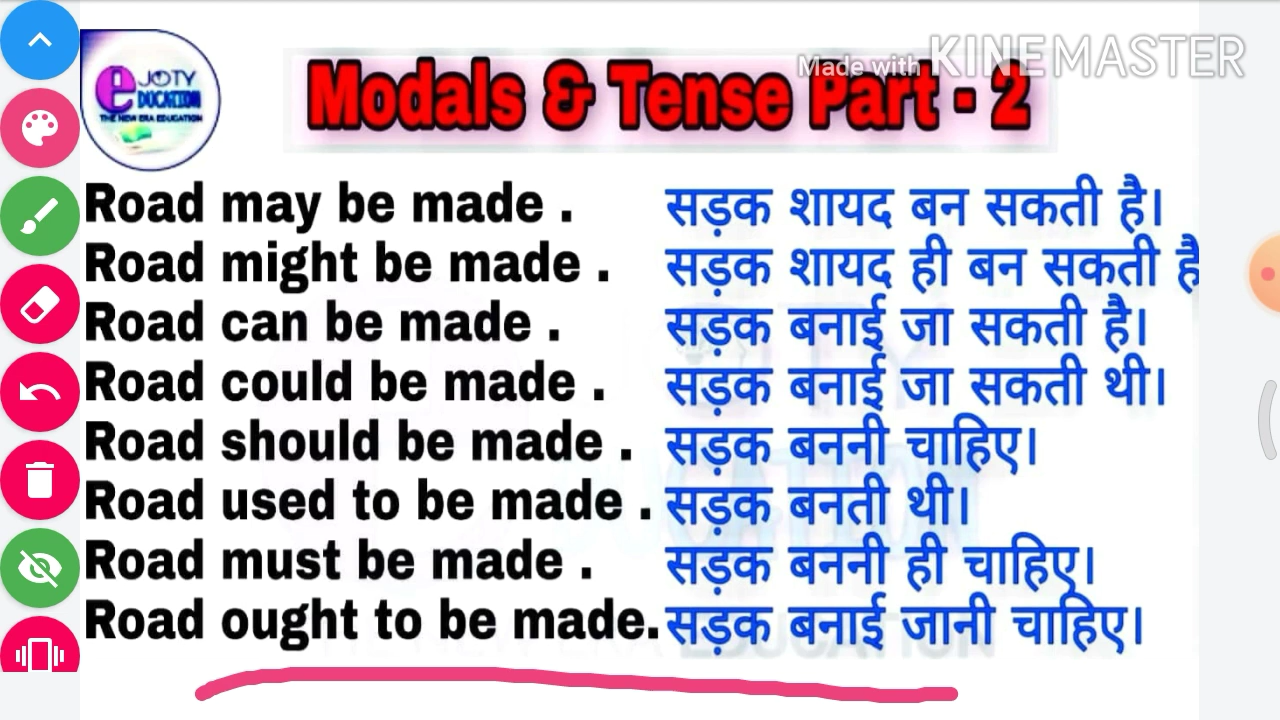 Made with KINEMASTER
e JOTY
EDUCATION
THE NEW ERA EDUCATION
Modals & Tense Part - 2
Road may be made . सड़क शायद बन सकती है।
Road might be made . सड़क शायद ही बन सकती है
Road can be made . सड़क बनाई जा सकती है।
Road could be made . सड़क बनाई जा सकती थी।
Road should be made . सड़क बननी चाहिए।
Road used to be made . सड़क बनती थी।
Road must be made . सड़क बननी ही चाहिए।
Road ought to be made. सड़क बनाई जानी चाहिए।